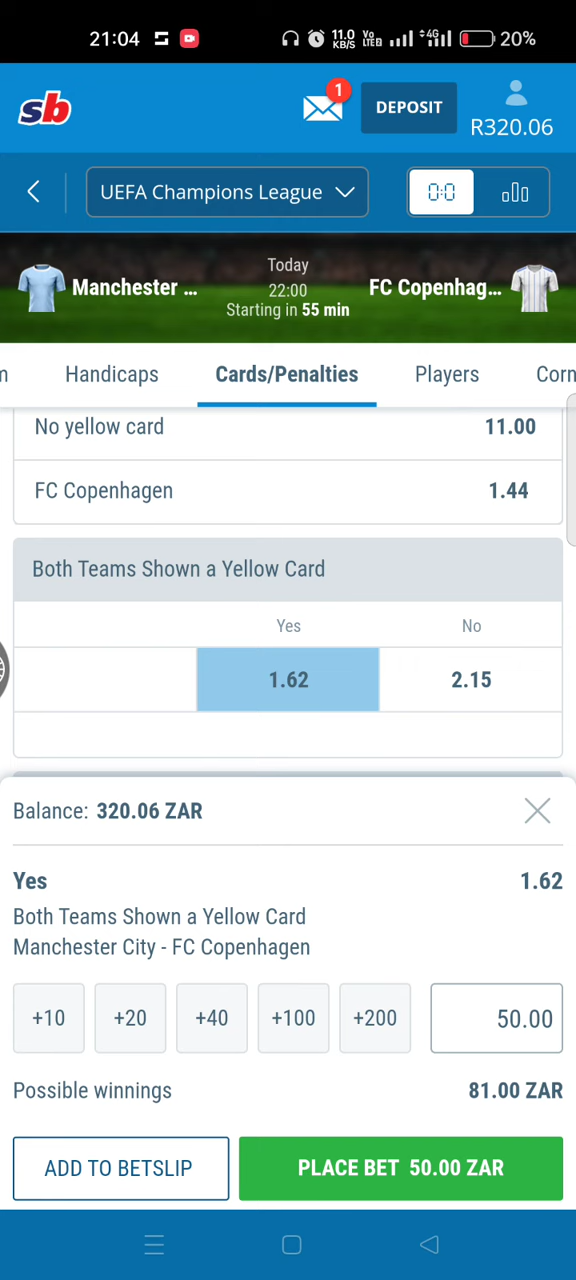 21:04 11.0 KB/S Vo LTE2 4G 20%
sb 1 DEPOSIT R320.06
UEFA Champions League 0:0
Manchester ... Today FC Copenhag...
22:00
Starting in 55 min
Handicaps Cards/Penalties Players Corn
No yellow card 11.00
FC Copenhagen 1.44
Both Teams Shown a Yellow Card
Yes No
1.62 2.15
Balance: 320.06 ZAR
Yes 1.62
Both Teams Shown a Yellow Card
Manchester City - FC Copenhagen
+10 +20 +40 +100 +200 50.00
Possible winnings 81.00 ZAR
ADD TO BETSLIP PLACE BET 50.00 ZAR